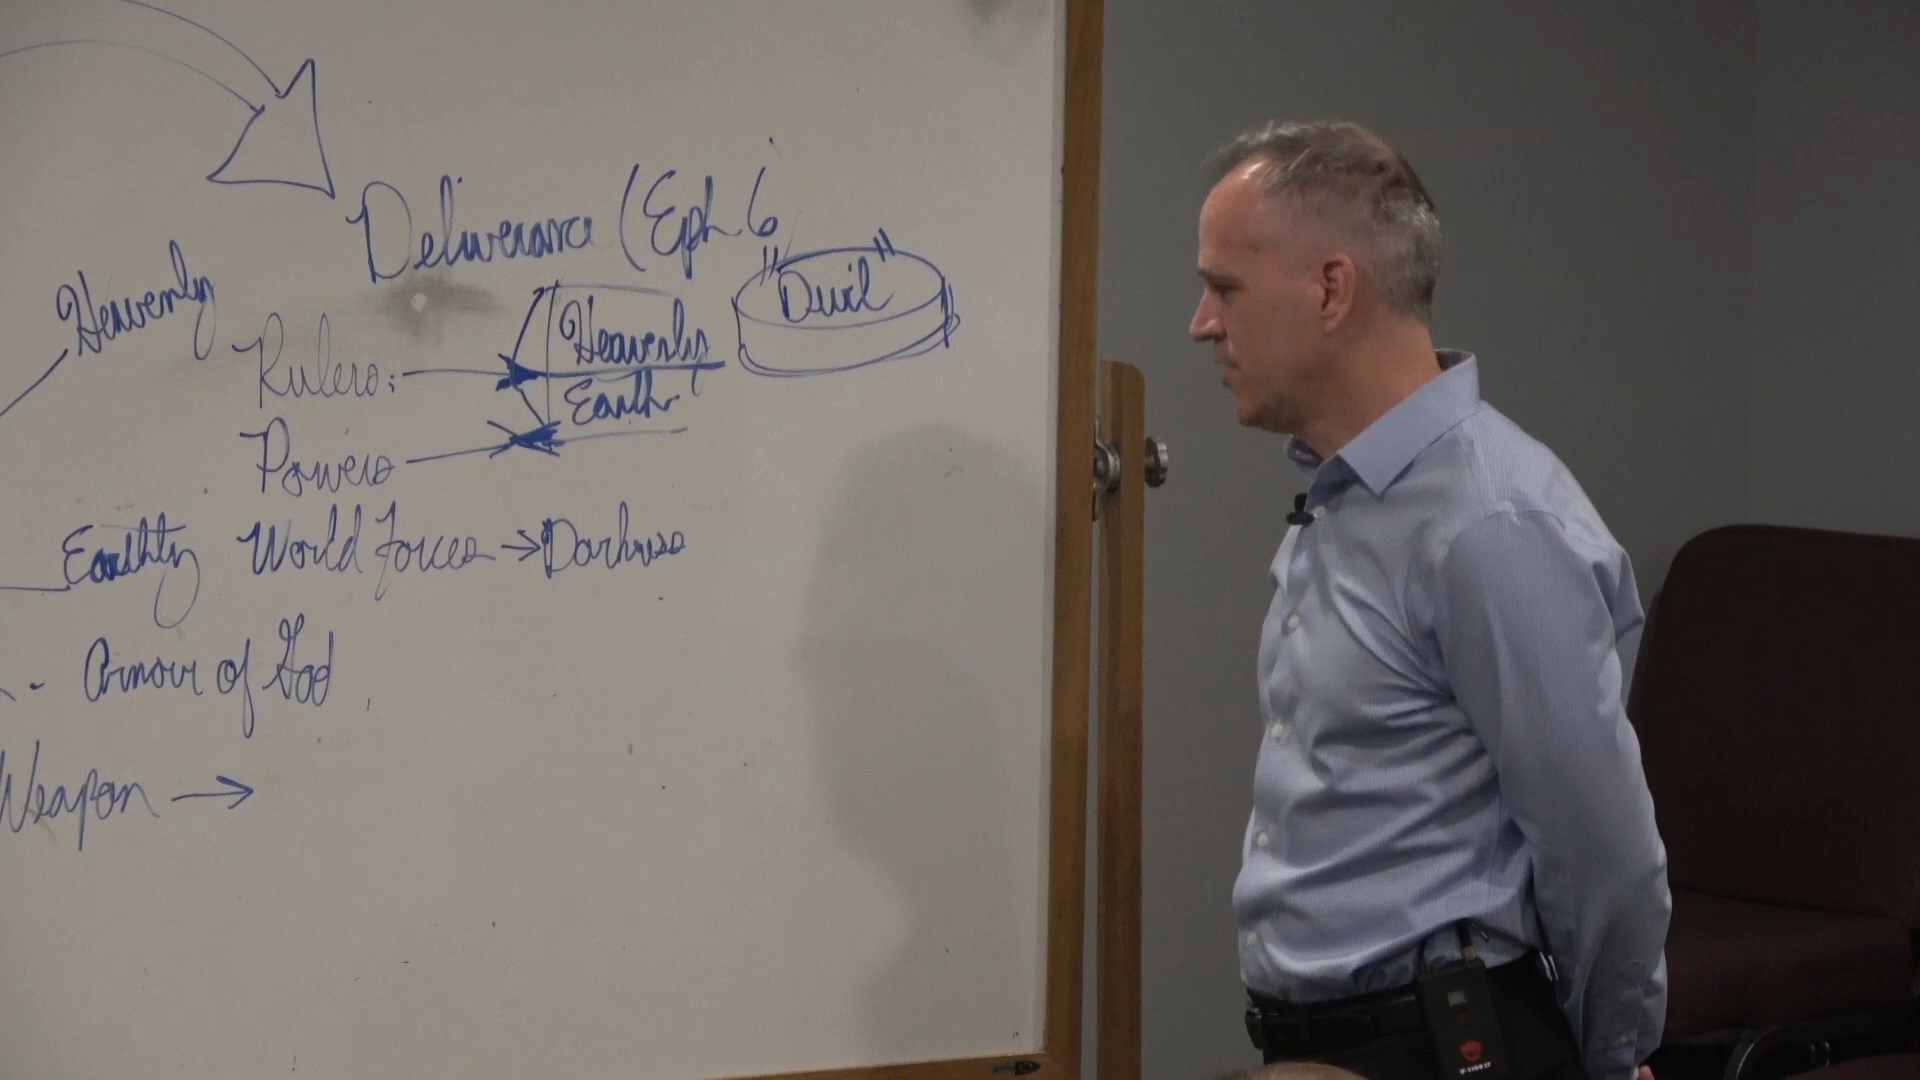 Deliverance (Eph 6
"Devil"
Heavenly
Rulers:
Heavenly
Earth
Powers
Earthly World Forces → Darkness
- Armour of God
Weapon →